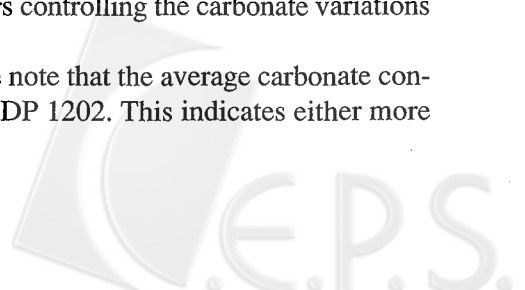 rs controlling the carbonate variations
note that the average carbonate con-
DP 1202. This indicates either more
C.E.P.S.